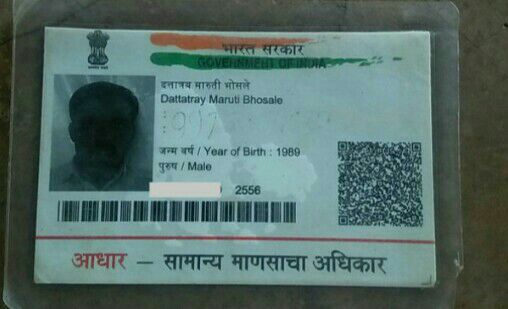 भारत सरकार
GOVERNMENT OF INDIA
दत्तात्रय मारुती भोसले
Dattatray Maruti Bhosale
जन्म वर्ष / Year of Birth : 1989
पुरुष / Male
2556
आधार — सामान्य माणसाचा अधिकार